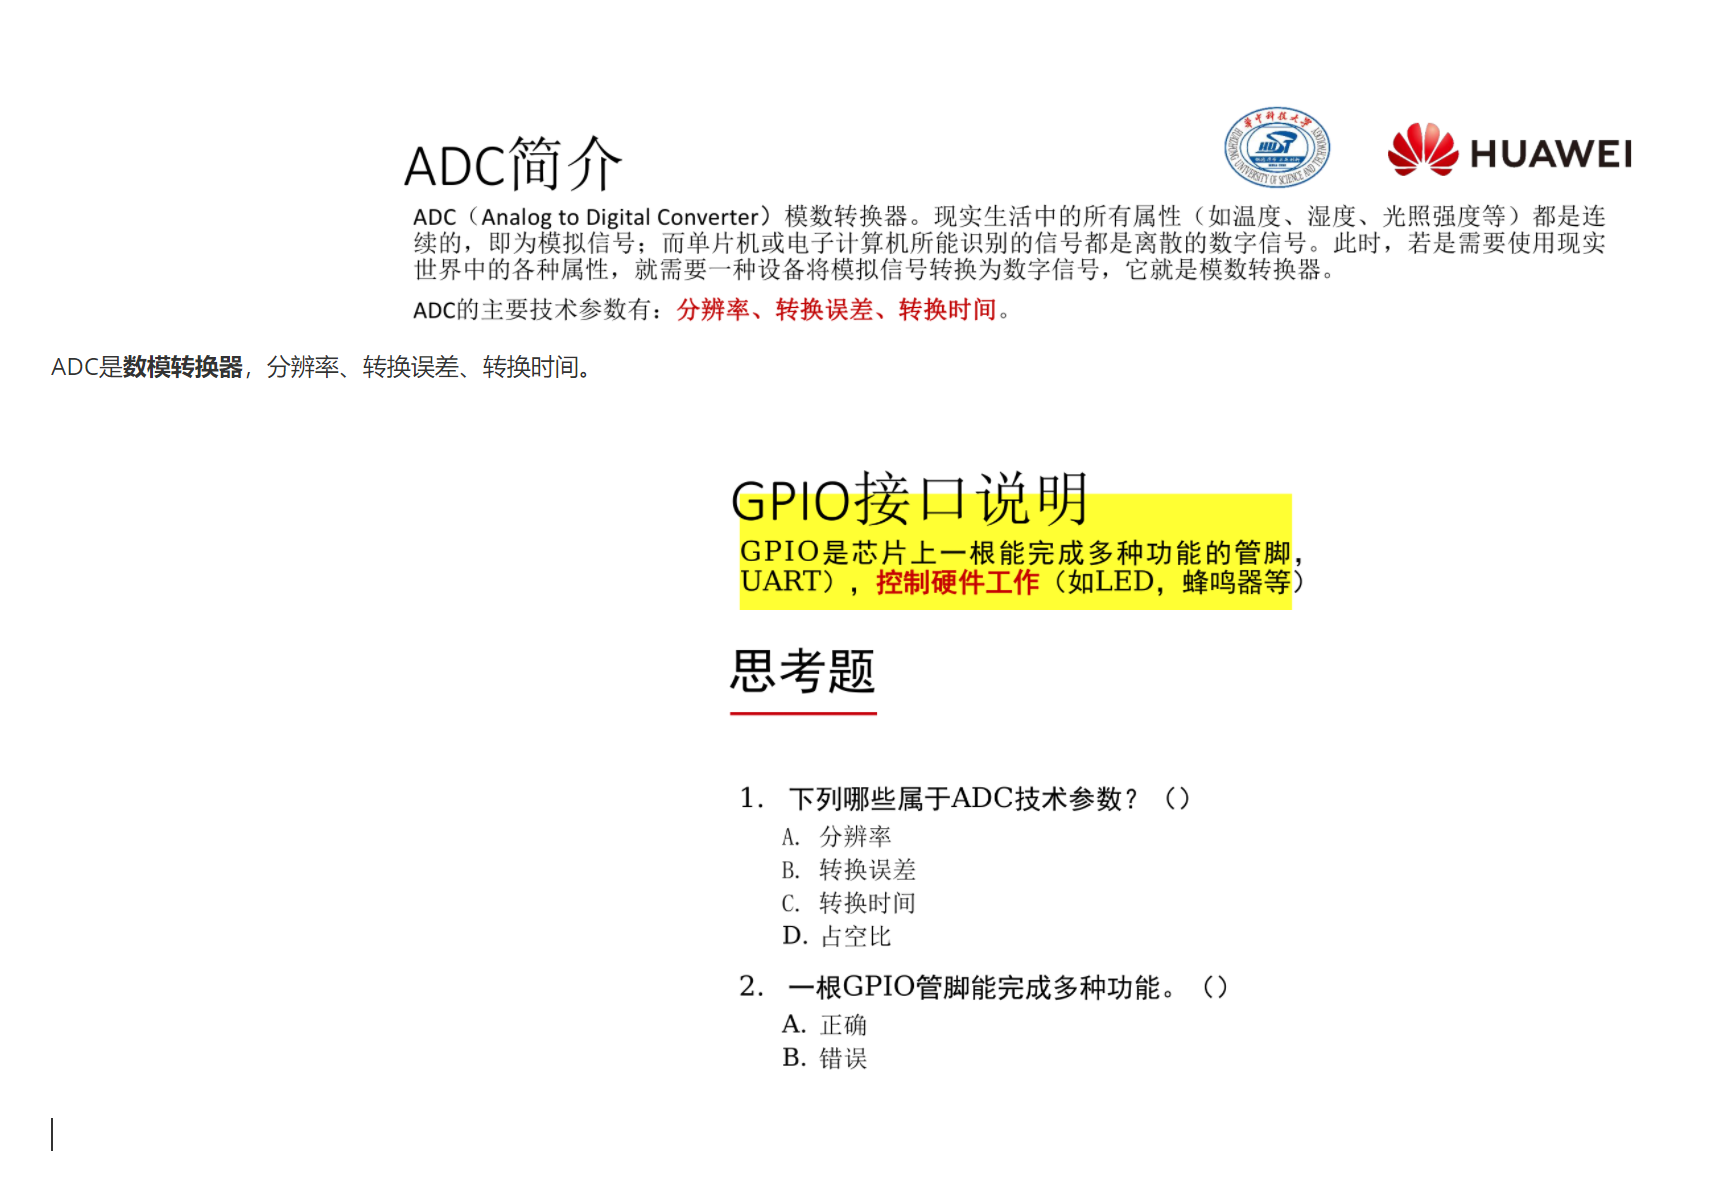 ADC简介
华中科技大学
HUST
HUAZHONG UNIVERSITY OF SCIENCE AND TECHNOLOGY
HUAWEI
ADC（Analog to Digital Converter）模数转换器。现实生活中的所有属性（如温度、湿度、光照强度等）都是连
续的，即为模拟信号；而单片机或电子计算机所能识别的信号都是离散的数字信号。此时，若是需要使用现实
世界中的各种属性，就需要一种设备将模拟信号转换为数字信号，它就是模数转换器。
ADC的主要技术参数有：分辨率、转换误差、转换时间。
ADC是数模转换器，分辨率、转换误差、转换时间。
GPIO接口说明
GPIO是芯片上一根能完成多种功能的管脚，
UART），控制硬件工作（如LED，蜂鸣器等）
思考题
1. 下列哪些属于ADC技术参数？（）
A. 分辨率
B. 转换误差
C. 转换时间
D. 占空比
2. 一根GPIO管脚能完成多种功能。（）
A. 正确
B. 错误